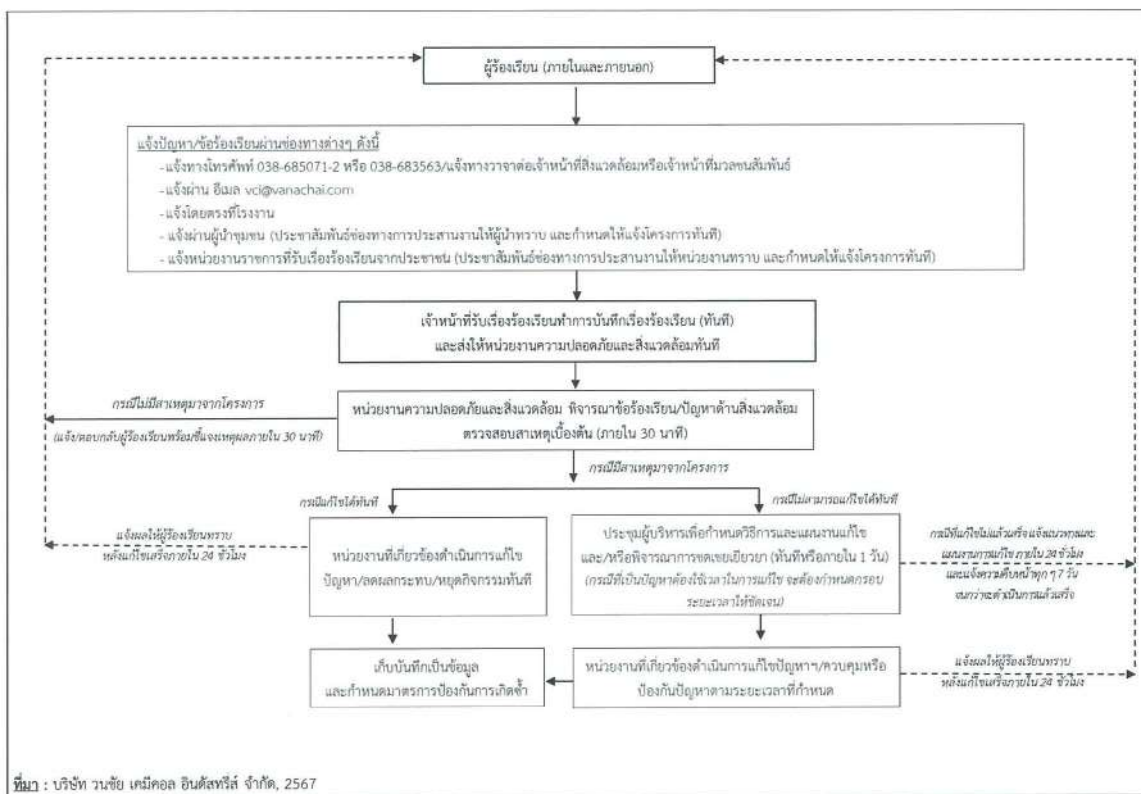 ผู้ร้องเรียน (ภายในและภายนอก)
แจ้งปัญหา/ข้อร้องเรียนผ่านช่องทางต่างๆ ดังนี้
- แจ้งทางโทรศัพท์ 038-685071-2 หรือ 038-683563/แจ้งทางวาจาต่อเจ้าหน้าที่สิ่งแวดล้อมหรือเจ้าหน้าที่มวลชนสัมพันธ์
- แจ้งผ่าน อีเมล vci@vanachai.com
- แจ้งโดยตรงที่โรงงาน
- แจ้งผ่านผู้นำชุมชน (ประชาสัมพันธ์ช่องทางการประสานงานให้ผู้นำทราบ และกำหนดให้แจ้งโครงการทันที)
- แจ้งหน่วยงานราชการที่รับเรื่องร้องเรียนจากประชาชน (ประชาสัมพันธ์ช่องทางการประสานงานให้หน่วยงานทราบ และกำหนดให้แจ้งโครงการทันที)
เจ้าหน้าที่รับเรื่องร้องเรียนทำการบันทึกเรื่องร้องเรียน (ทันที)
และส่งให้หน่วยงานความปลอดภัยและสิ่งแวดล้อมทันที
กรณีไม่มีสาเหตุมาจากโครงการ
(แจ้ง/ตอบกลับผู้ร้องเรียนพร้อมชี้แจงเหตุผลภายใน 30 นาที)
หน่วยงานความปลอดภัยและสิ่งแวดล้อม พิจารณาข้อร้องเรียน/ปัญหาด้านสิ่งแวดล้อม
ตรวจสอบสาเหตุเบื้องต้น (ภายใน 30 นาที)
กรณีมีสาเหตุมาจากโครงการ
กรณีแก้ไขได้ทันที
กรณีไม่สามารถแก้ไขได้ทันที
แจ้งผลให้ผู้ร้องเรียนทราบ
หลังแก้ไขเสร็จภายใน 24 ชั่วโมง
หน่วยงานที่เกี่ยวข้องดำเนินการแก้ไข
ปัญหา/ลดผลกระทบ/หยุดกิจกรรมทันที
ประชุมผู้บริหารเพื่อกำหนดวิธีการและแผนงานแก้ไข
และ/หรือพิจารณาการชดเชยเยียวยา (ทันทีหรือภายใน 1 วัน)
(กรณีที่เป็นปัญหาต้องใช้เวลาในการแก้ไข จะต้องกำหนดกรอบ
ระยะเวลาให้ชัดเจน)
กรณีที่แก้ไขไม่แล้วเสร็จ แจ้งแนวทางและ
แผนงานการแก้ไข ภายใน 24 ชั่วโมง
และแจ้งความคืบหน้าทุก ๆ 7 วัน
จนกว่าจะดำเนินการแล้วเสร็จ
เก็บบันทึกเป็นข้อมูล
และกำหนดมาตรการป้องกันการเกิดซ้ำ
หน่วยงานที่เกี่ยวข้องดำเนินการแก้ไขปัญหาฯ/ควบคุมหรือ
ป้องกันปัญหาตามระยะเวลาที่กำหนด
แจ้งผลให้ผู้ร้องเรียนทราบ
หลังแก้ไขเสร็จภายใน 24 ชั่วโมง
ที่มา : บริษัท วนชัย เคมีคอล อินดัสทรีส์ จำกัด, 2567